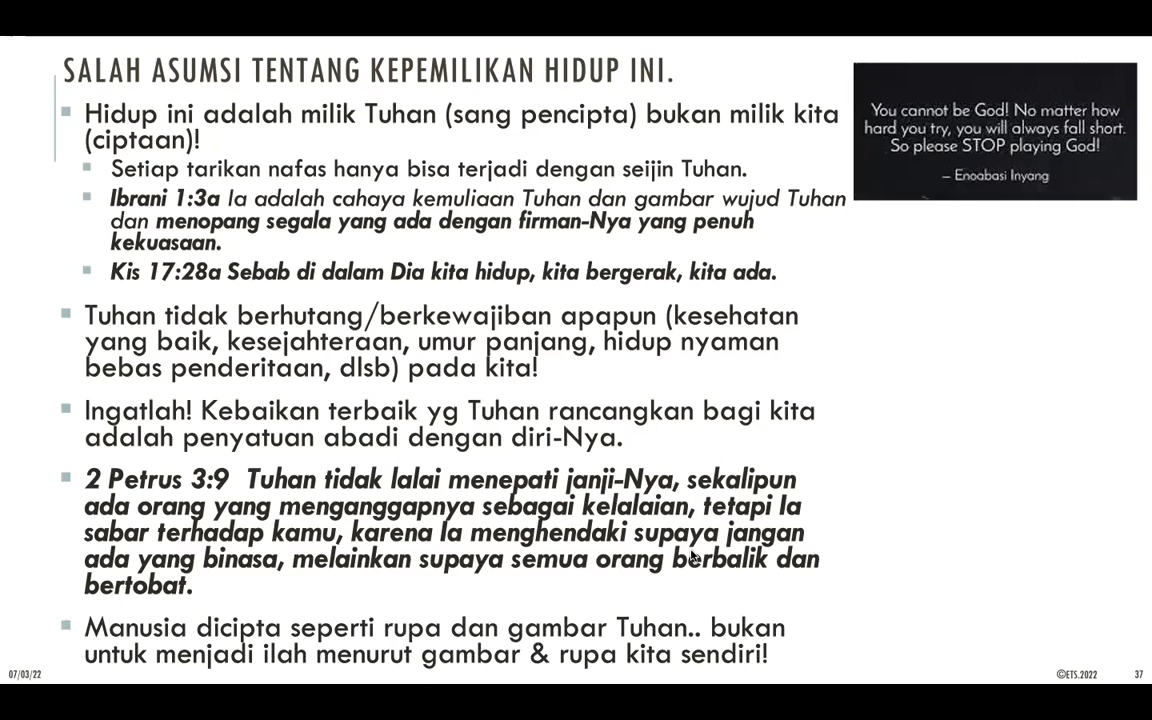 SALAH ASUMSI TENTANG KEPEMILIKAN HIDUP INI.
Hidup ini adalah milik Tuhan (sang pencipta) bukan milik kita
(ciptaan)!
Setiap tarikan nafas hanya bisa terjadi dengan seijin Tuhan.
Ibrani 1:3a Ia adalah cahaya kemuliaan Tuhan dan gambar wujud Tuhan
dan menopang segala yang ada dengan firman-Nya yang penuh
kekuasaan.
Kis 17:28a Sebab di dalam Dia kita hidup, kita bergerak, kita ada.
Tuhan tidak berhutang/berkewajiban apapun (kesehatan
yang baik, kesejahteraan, umur panjang, hidup nyaman
bebas penderitaan, dlsb) pada kita!
Ingatlah! Kebaikan terbaik yg Tuhan rancangkan bagi kita
adalah penyatuan abadi dengan diri-Nya.
2 Petrus 3:9 Tuhan tidak lalai menepati janji-Nya, sekalipun
ada orang yang menganggapnya sebagai kelalaian, tetapi Ia
sabar terhadap kamu, karena Ia menghendaki supaya jangan
ada yang binasa, melainkan supaya semua orang berbalik dan
bertobat.
Manusia dicipta seperti rupa dan gambar Tuhan.. bukan
untuk menjadi ilah menurut gambar & rupa kita sendiri!
You cannot be God! No matter how
hard you try, you will always fall short.
So please STOP playing God!
– Enoabasi Inyang
07/03/22
©ETS.2022
37